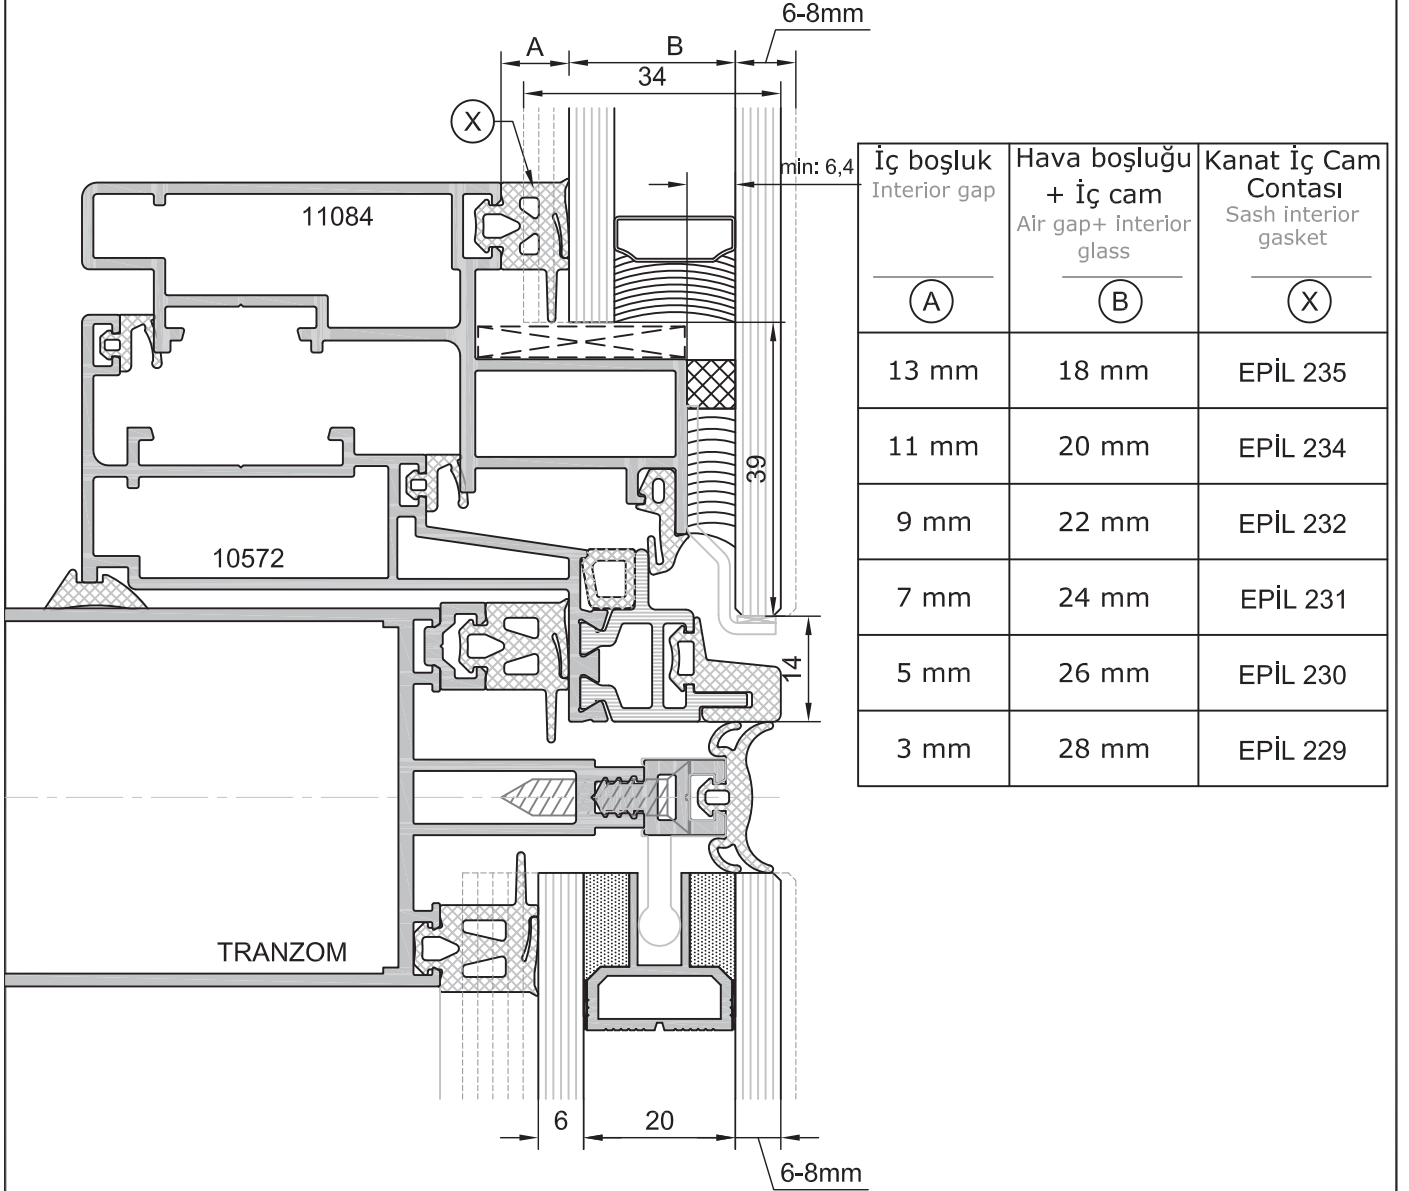 6-8mm
A
B
34
X
min: 6,4
11084
39
10572
14
TRANZOM
6
20
6-8mm
İç boşluk
Interior gap
A
Hava boşluğu
+ İç cam
Air gap+ interior
glass
B
Kanat İç Cam
Contası
Sash interior
gasket
X
13 mm 18 mm EPİL 235
11 mm 20 mm EPİL 234
9 mm 22 mm EPİL 232
7 mm 24 mm EPİL 231
5 mm 26 mm EPİL 230
3 mm 28 mm EPİL 229